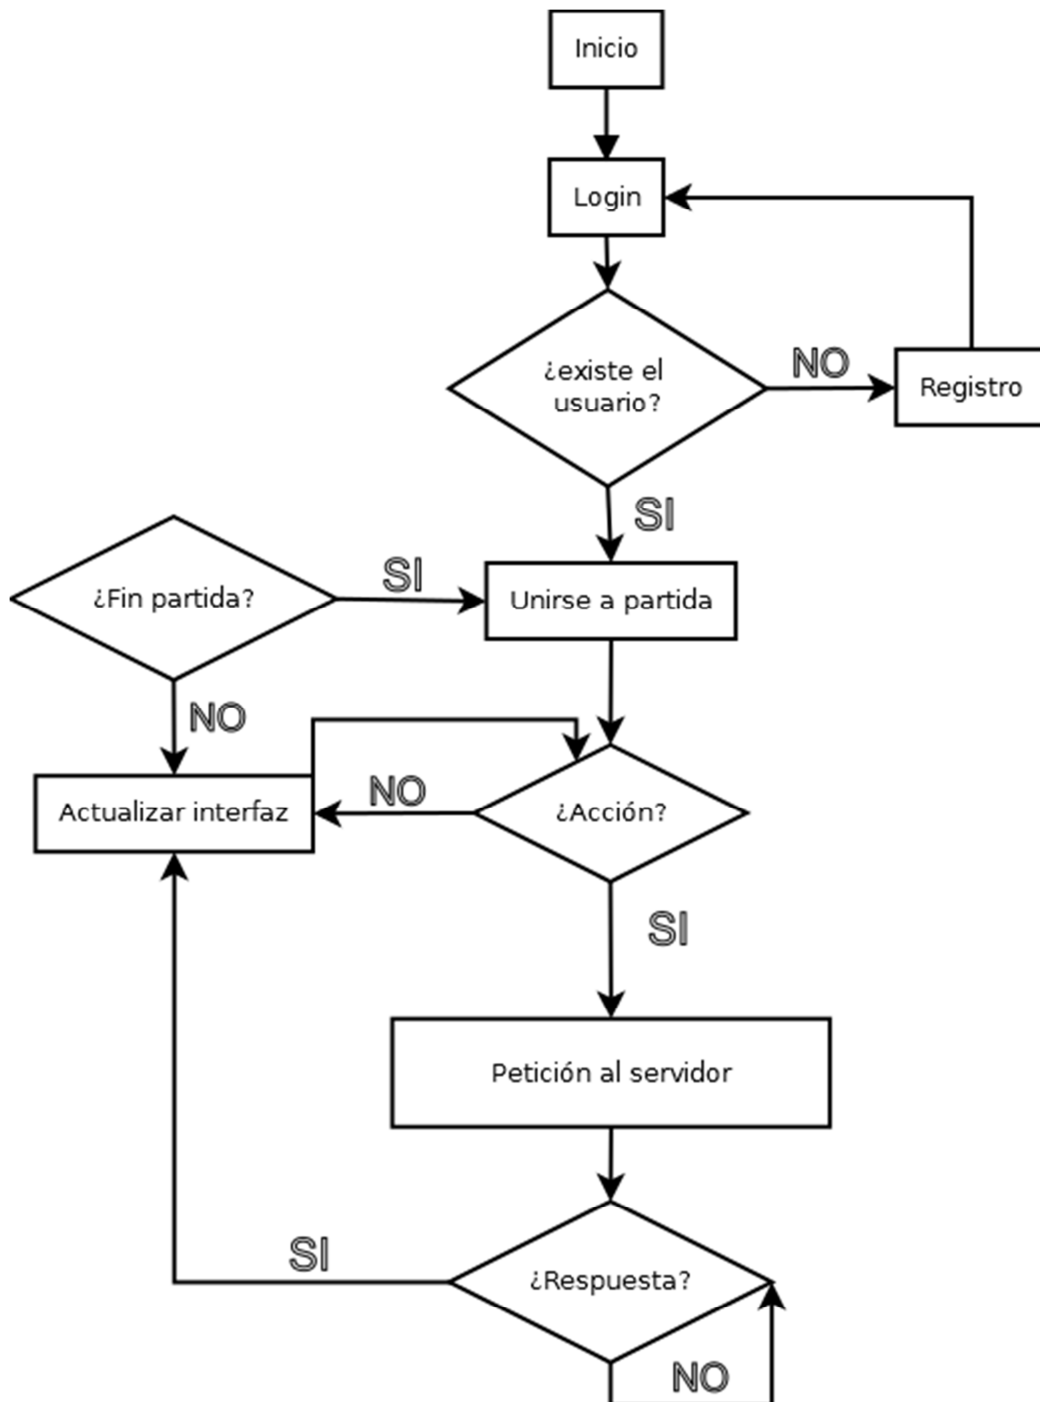 Inicio
Login
¿existe el
usuario?
NO
Registro
SI
¿Fin partida?
SI
Unirse a partida
NO
Actualizar interfaz
NO
¿Acción?
SI
Petición al servidor
SI
¿Respuesta?
NO